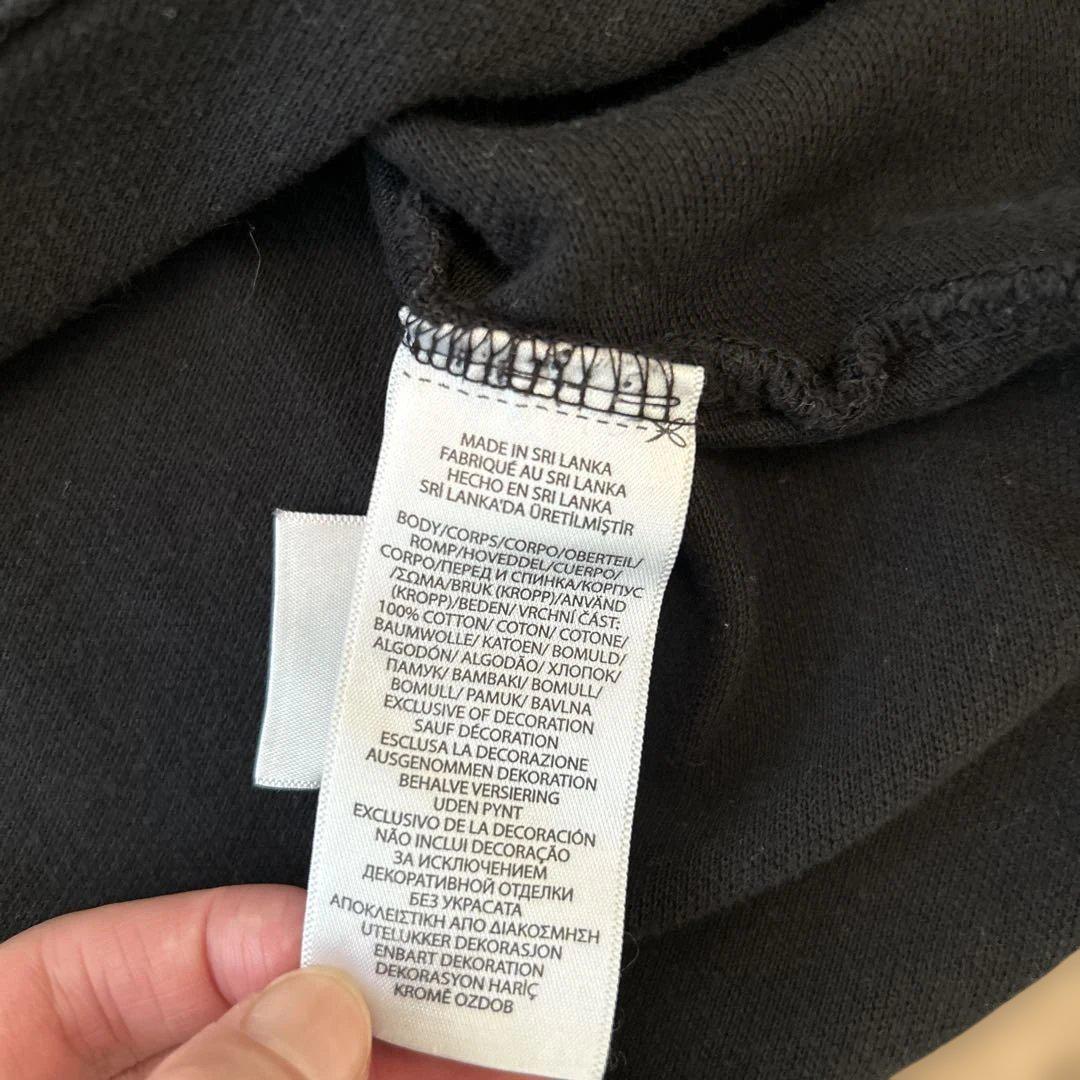 MADE IN SRI LANKA
FABRIQUÉ AU SRI LANKA
HECHO EN SRI LANKA
SRİ LANKA'DA ÜRETİLMİŞTİR
BODY/CORPS/CORPO/OBERTEIL/
ROMP/HOVEDDEL/CUERPO/
CORPO/ПЕРЕД И СПИНКА/КОРПУС
/ΣΩΜΑ/BRUK (KROPP)/ANVÄND
(KROPP)/BEDEN/ VRCHNÍ ČÁST:
100% COTTON/ COTON/ COTONE/
BAUMWOLLE/ KATOEN/ BOMULD/
ALGODÓN/ ALGODÃO/ ХЛОПОК/
ПАМУК/ BAMBAKI/ BOMULL/
BOMULL/ PAMUK/ BAVLNA
EXCLUSIVE OF DECORATION
SAUF DÉCORATION
ESCLUSA LA DECORAZIONE
AUSGENOMMEN DEKORATION
BEHALVE VERSIERING
UDEN PYNT
EXCLUSIVO DE LA DECORACIÓN
NÃO INCLUI DECORAÇÃO
ЗА ИСКЛЮЧЕНИЕМ
ДЕКОРАТИВНОЙ ОТДЕЛКИ
БЕЗ УКРАСАТА
ΑΠΟΚΛΕΙΣΤΙΚΗ ΑΠΟ ΔΙΑΚΟΣΜΗΣΗ
UTELUKKER DEKORASJON
ENBART DEKORATION
DEKORASYON HARİÇ
KROMĚ OZDOB